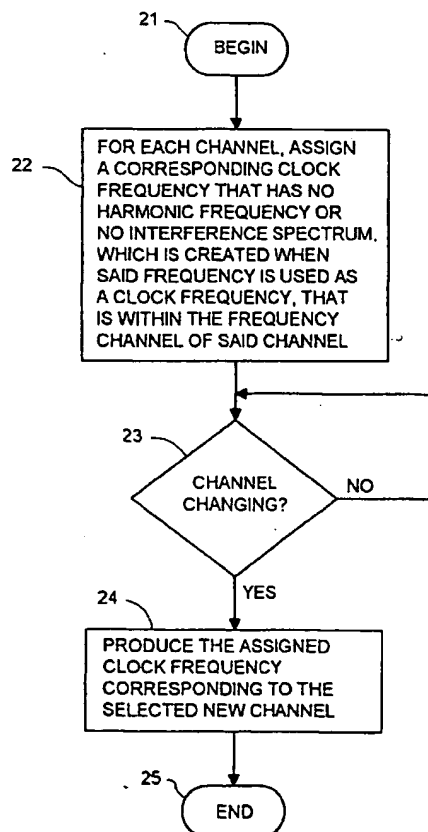 21
BEGIN
22
FOR EACH CHANNEL, ASSIGN
A CORRESPONDING CLOCK
FREQUENCY THAT HAS NO
HARMONIC FREQUENCY OR
NO INTERFERENCE SPECTRUM,
WHICH IS CREATED WHEN
SAID FREQUENCY IS USED AS
A CLOCK FREQUENCY, THAT
IS WITHIN THE FREQUENCY
CHANNEL OF SAID CHANNEL
23
CHANNEL
CHANGING?
NO
YES
24
PRODUCE THE ASSIGNED
CLOCK FREQUENCY
CORRESPONDING TO THE
SELECTED NEW CHANNEL
25
END